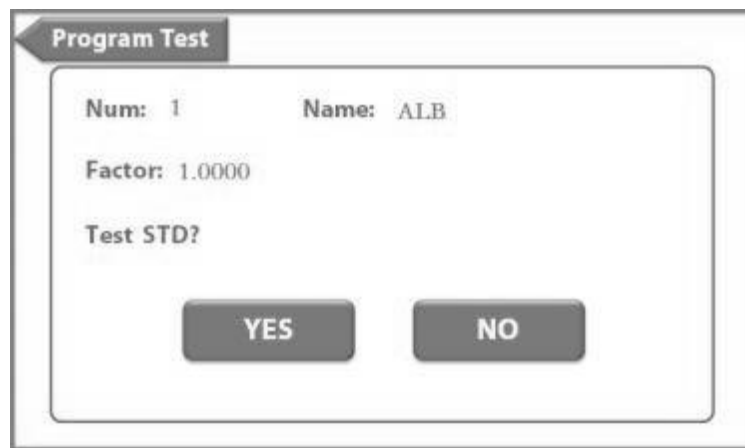 Program Test
Num: 1 Name: ALB
Factor: 1.0000
Test STD?
YES NO